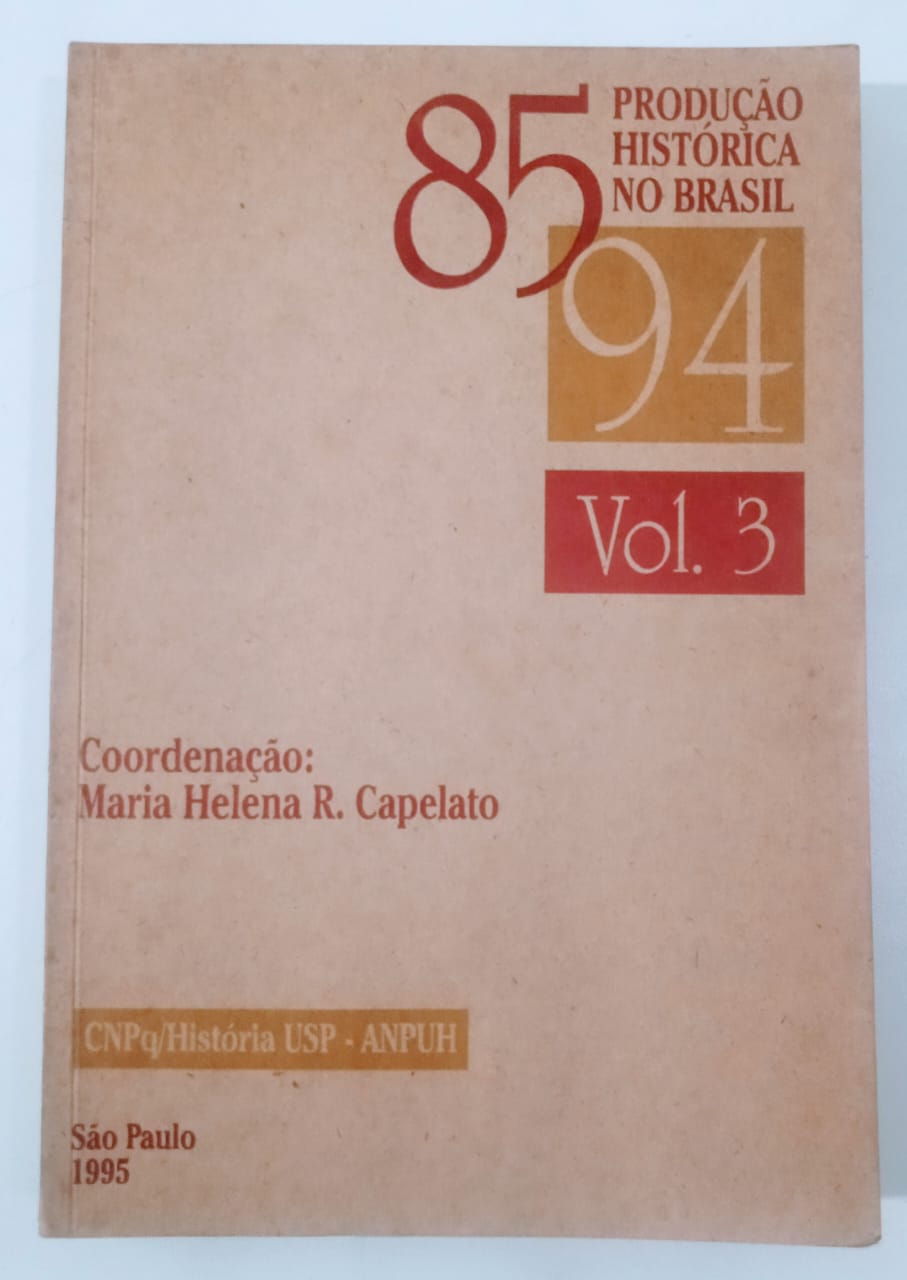 85
PRODUÇÃO
HISTÓRICA
NO BRASIL
94
Vol. 3
Coordenação:
Maria Helena R. Capelato
CNPq/História USP - ANPUH
São Paulo
1995